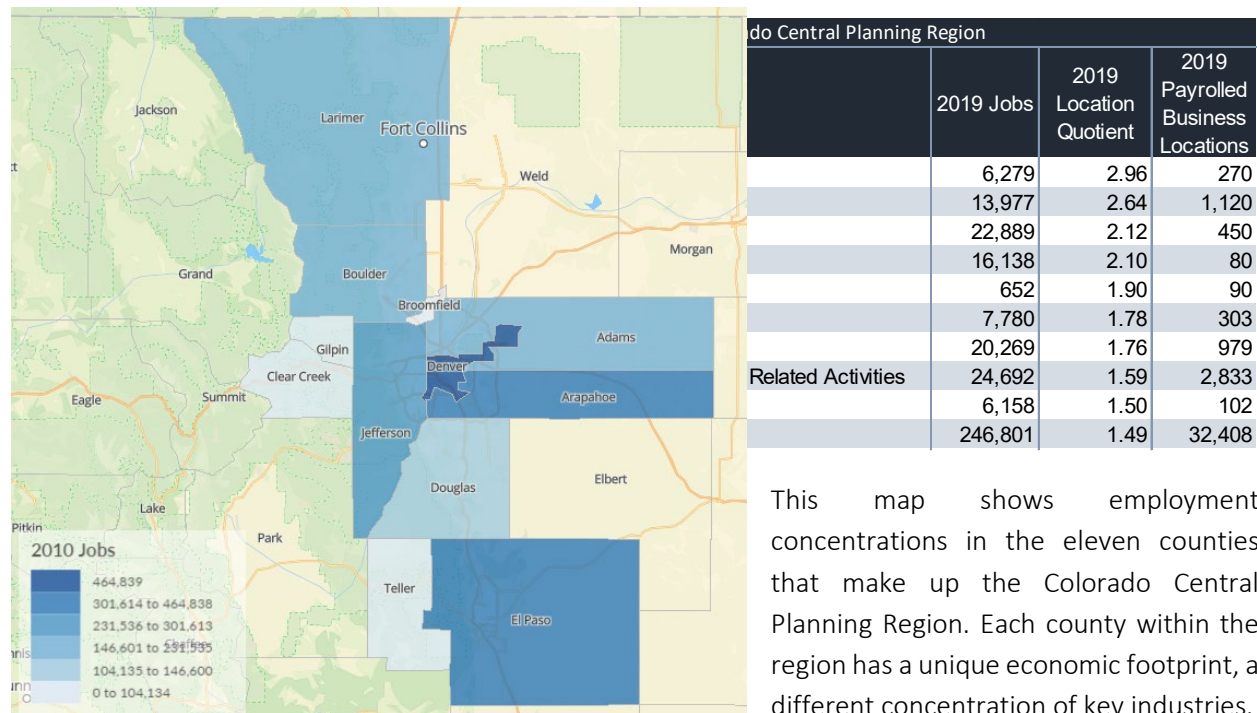 Jackson
Larimer
Fort Collins
Weld
Morgan
Grand
Boulder
Broomfield
Gilpin
Adams
Clear Creek
Denver
Eagle
Summit
Arapahoe
Jefferson
Douglas
Elbert
Lake
Pitkin
Park
Teller
El Paso
Chaffee
2010 Jobs
464,839
301,614 to 464,838
231,536 to 301,613
146,601 to 231,535
104,135 to 146,600
0 to 104,134
do Central Planning Region
2019 Jobs
2019
Location
Quotient
2019
Payrolled
Business
Locations
6,279 2.96 270
13,977 2.64 1,120
22,889 2.12 450
16,138 2.10 80
652 1.90 90
7,780 1.78 303
20,269 1.76 979
Related Activities 24,692 1.59 2,833
6,158 1.50 102
246,801 1.49 32,408
This map shows employment
concentrations in the eleven counties
that make up the Colorado Central
Planning Region. Each county within the
region has a unique economic footprint, a
different concentration of key industries.